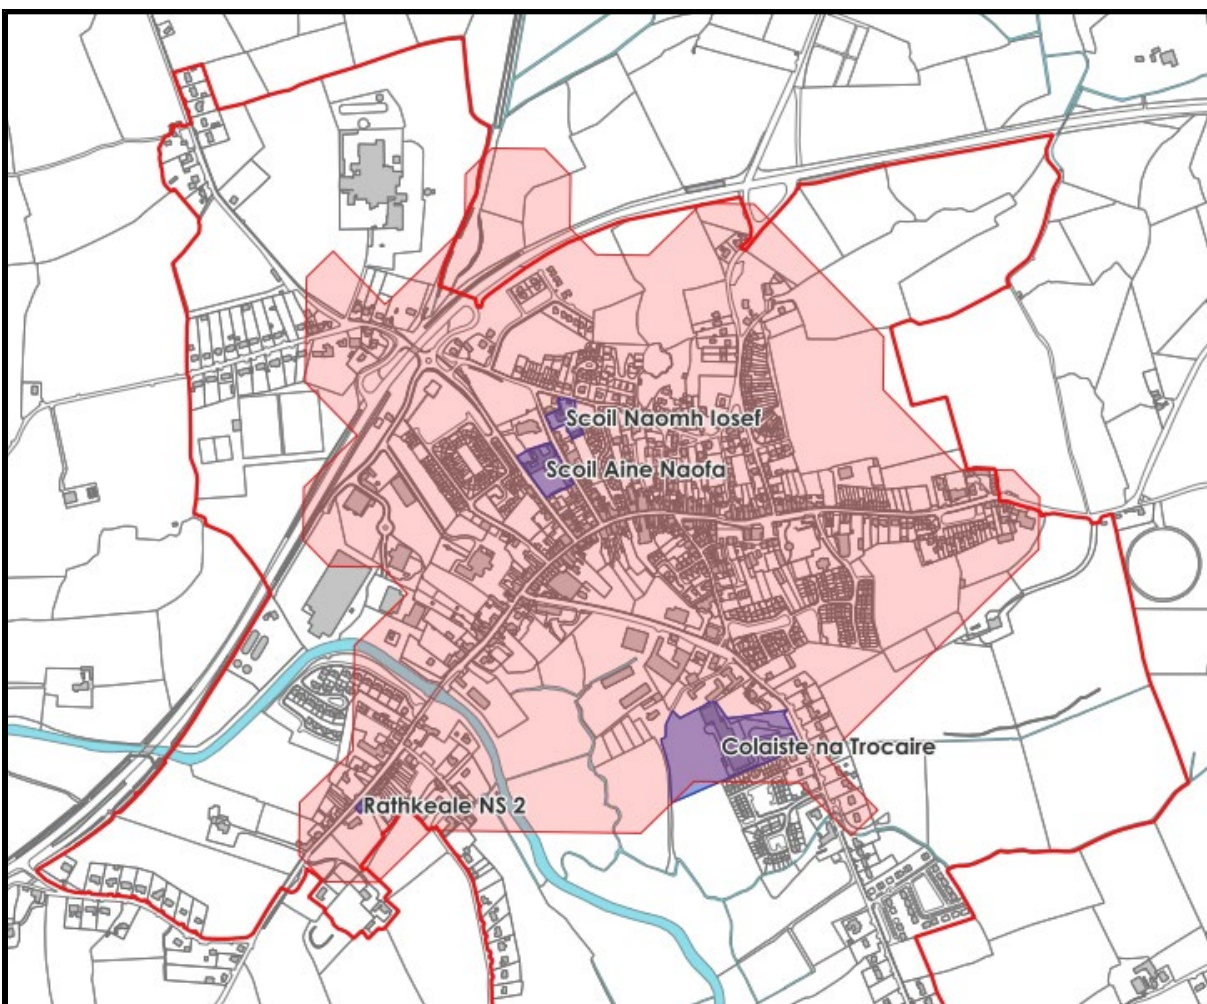 Scoil Naomh Iosef
Scoil Aine Naofa
Colaiste na Trocaire
Rathkeale NS 2